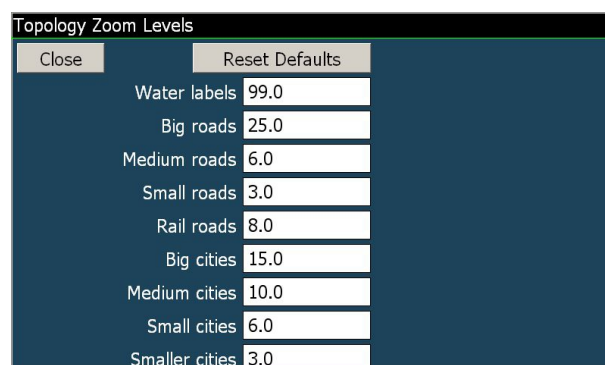 Topology Zoom Levels
Close Reset Defaults
Water labels 99.0
Big roads 25.0
Medium roads 6.0
Small roads 3.0
Rail roads 8.0
Big cities 15.0
Medium cities 10.0
Small cities 6.0
Smaller cities 3.0